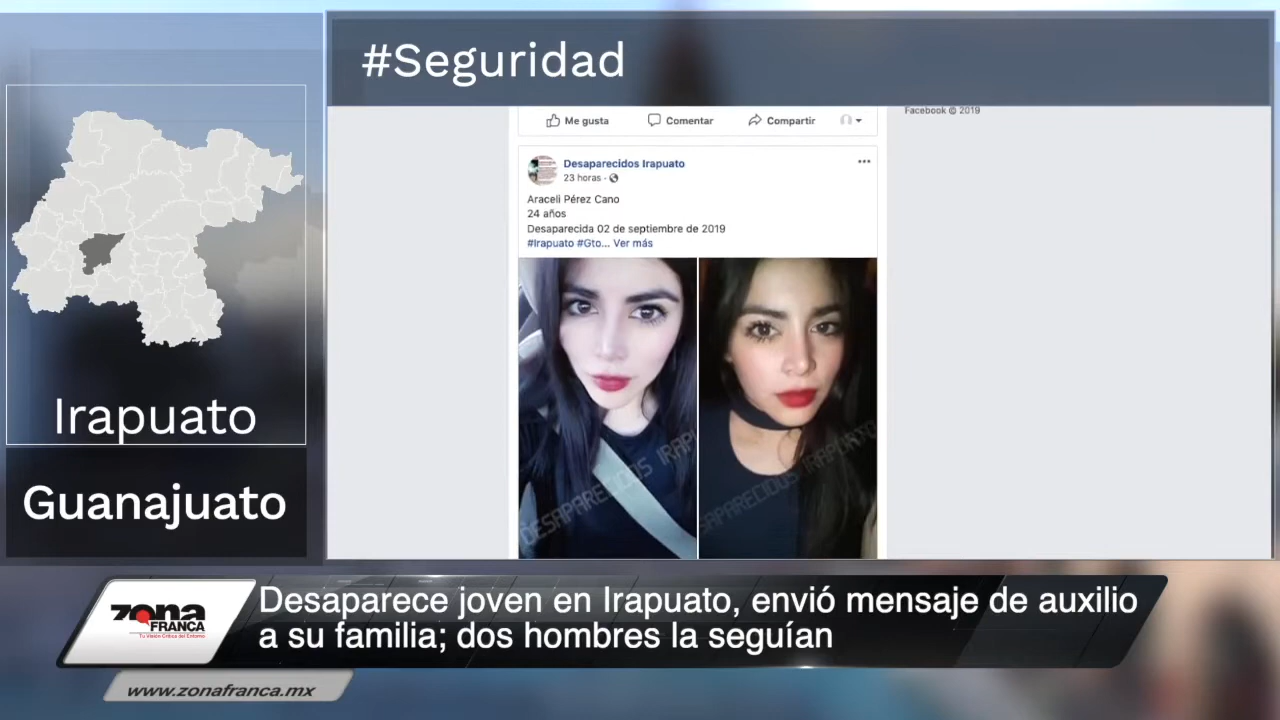 #Seguridad
Facebook © 2019
Me gusta
Comentar
Compartir
Desaparecidos Irapuato
23 horas ·
Araceli Pérez Cano
24 años
Desaparecida 02 de septiembre de 2019
#Irapuato #Gto... Ver más
DESAPARECIDOS IRAPU
DESAPARECIDOS IRAPUATO
Irapuato
Guanajuato
ZONA
FRANCA
Tu Visión Crítica del Entorno
Desaparece joven en Irapuato, envió mensaje de auxilio
a su familia; dos hombres la seguían
www.zonafranca.mx